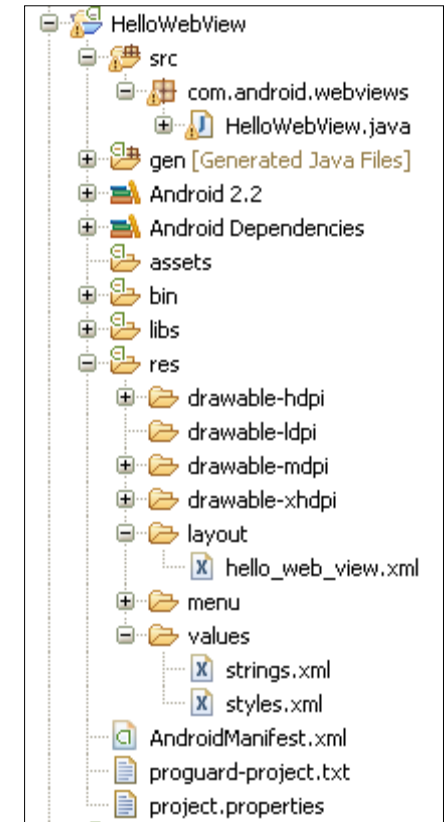 HelloWebView
src
com.android.webviews
HelloWebView.java
gen [Generated Java Files]
Android 2.2
Android Dependencies
assets
bin
libs
res
drawable-hdpi
drawable-ldpi
drawable-mdpi
drawable-xhdpi
layout
hello_web_view.xml
menu
values
strings.xml
styles.xml
AndroidManifest.xml
proguard-project.txt
project.properties